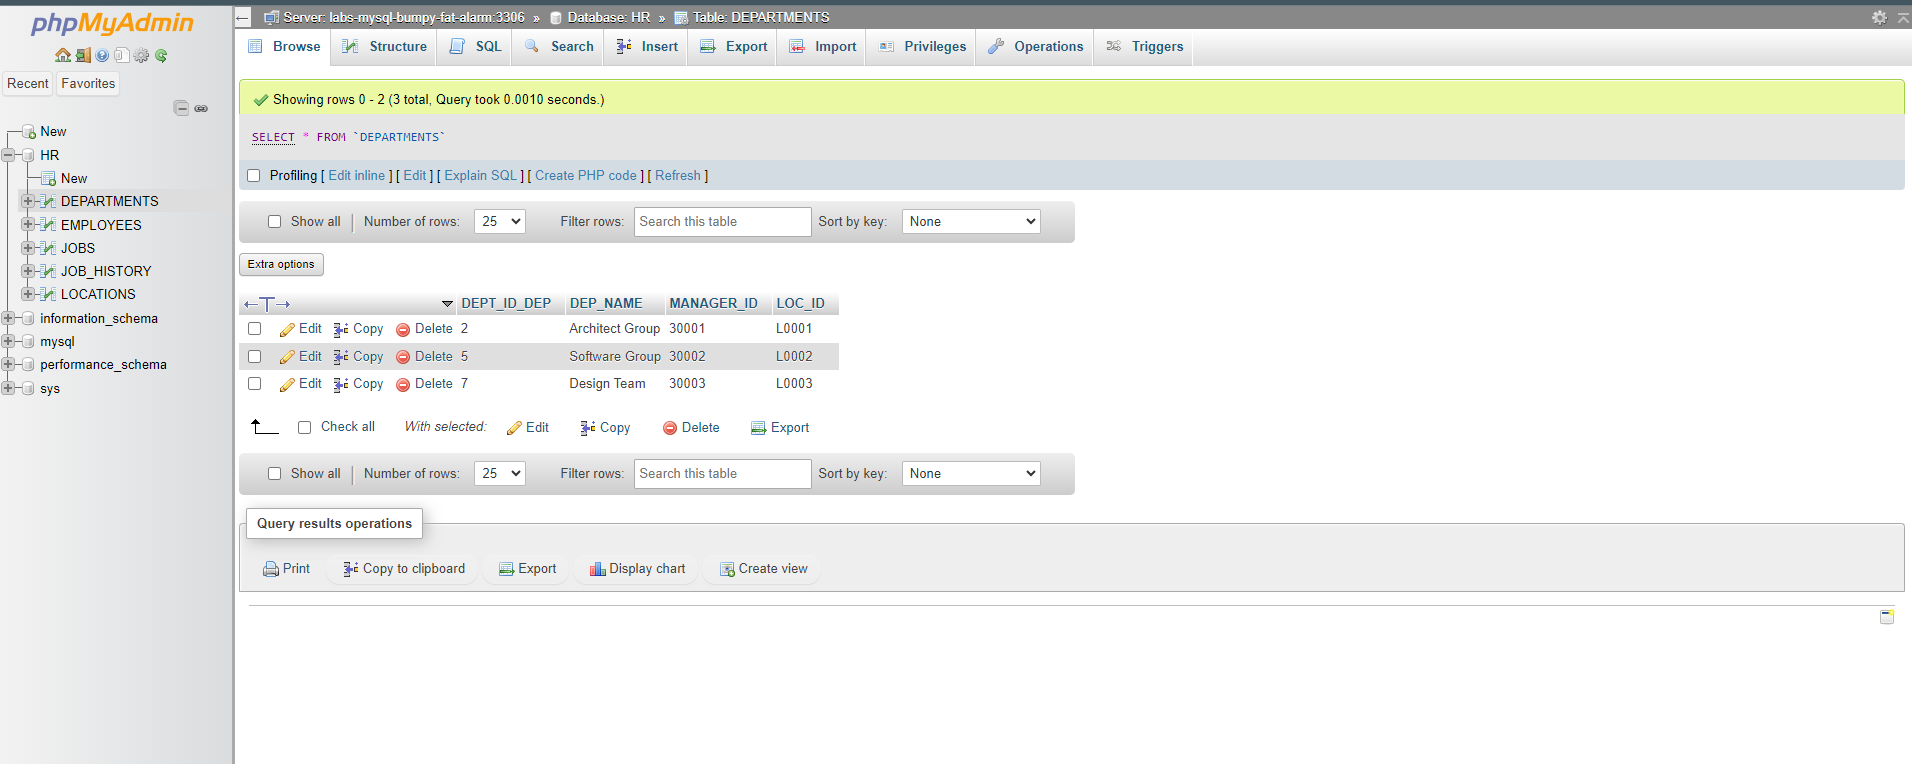 phpMyAdmin
Recent Favorites
New
HR
New
DEPARTMENTS
EMPLOYEES
JOBS
JOB_HISTORY
LOCATIONS
information_schema
mysql
performance_schema
sys
Server: labs-mysql-bumpy-fat-alarm:3306 » Database: HR » Table: DEPARTMENTS
Browse Structure SQL Search Insert Export Import Privileges Operations Triggers
Showing rows 0 - 2 (3 total, Query took 0.0010 seconds.)
SELECT * FROM `DEPARTMENTS`
Profiling [ Edit inline ] [ Edit ] [ Explain SQL ] [ Create PHP code ] [ Refresh ]
Show all | Number of rows: 25 Filter rows: Search this table Sort by key: None
Extra options
←T→ DEPT_ID_DEP DEP_NAME MANAGER_ID LOC_ID
Edit Copy Delete 2 Architect Group 30001 L0001
Edit Copy Delete 5 Software Group 30002 L0002
Edit Copy Delete 7 Design Team 30003 L0003
Check all With selected: Edit Copy Delete Export
Show all | Number of rows: 25 Filter rows: Search this table Sort by key: None
Query results operations
Print Copy to clipboard Export Display chart Create view